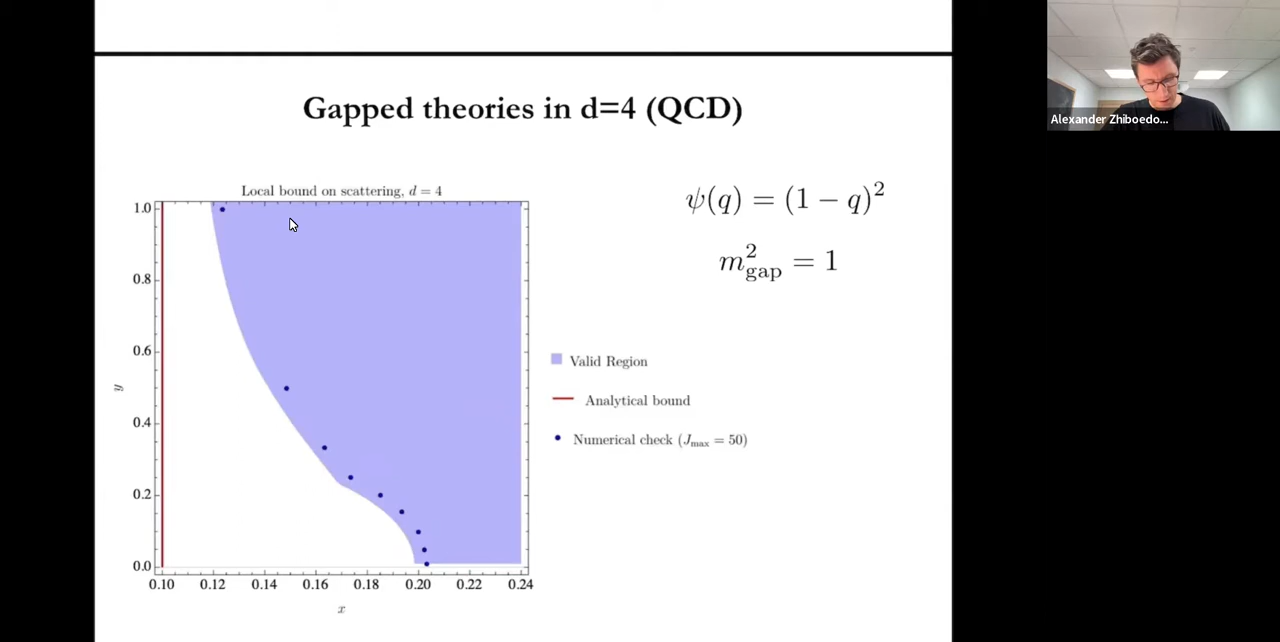 Gapped theories in d=4 (QCD)
Local bound on scattering, d = 4
1.0
0.8
0.6
0.4
0.2
0.0
y
0.10 0.12 0.14 0.16 0.18 0.20 0.22 0.24
x
ψ(q) = (1 − q)²
m²gap = 1
Valid Region
Analytical bound
Numerical check (Jmax = 50)
Alexander Zhiboedo...